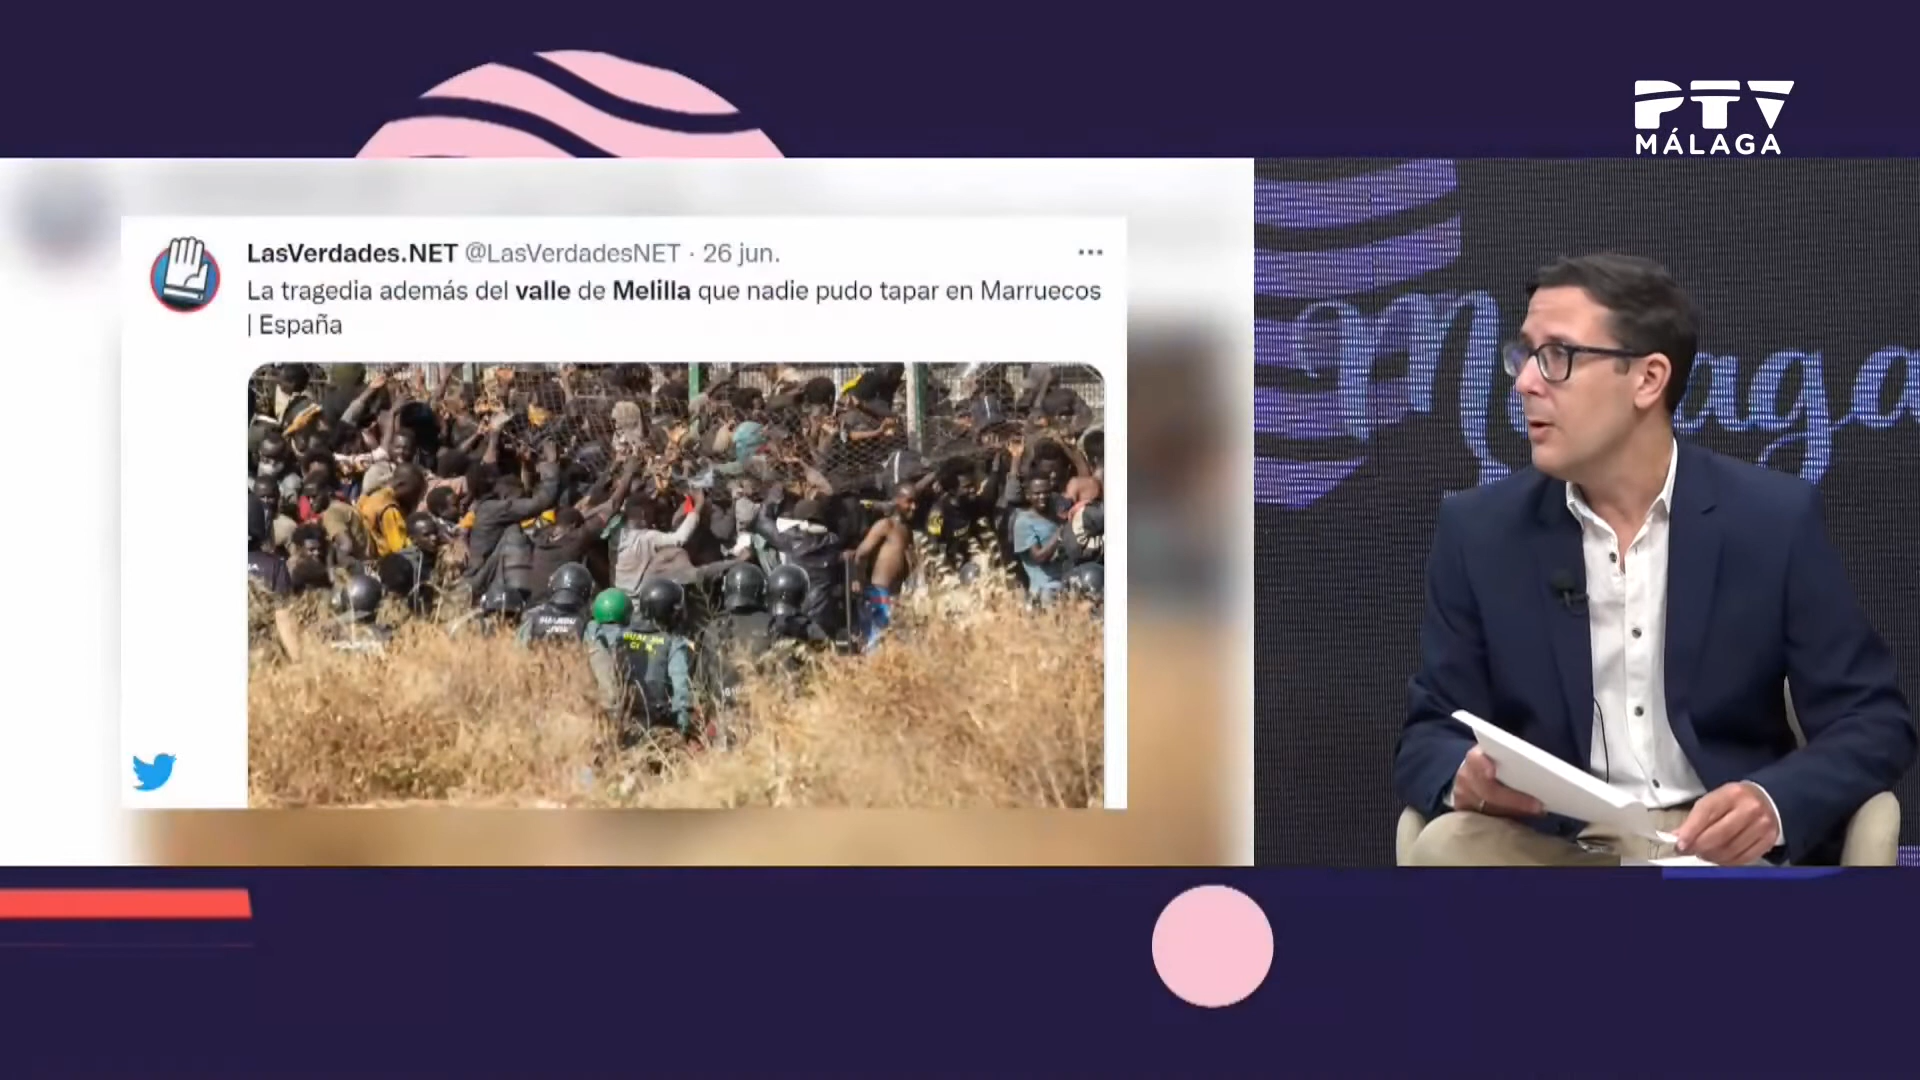 PTV
MÁLAGA
LasVerdades.NET @LasVerdadesNET · 26 jun.
La tragedia además del valle de Melilla que nadie pudo tapar en Marruecos
| España
Málaga